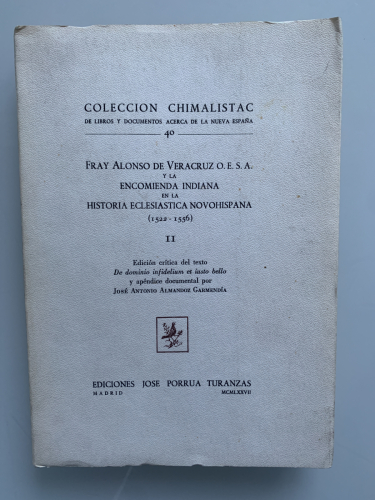 COLECCION CHIMALISTAC
DE LIBROS Y DOCUMENTOS ACERCA DE LA NUEVA ESPAÑA
40
FRAY ALONSO DE VERACRUZ O. E. S. A.
Y LA
ENCOMIENDA INDIANA
EN LA
HISTORIA ECLESIASTICA NOVOHISPANA
(1522-1556)
II
Edición crítica del texto
De dominio infidelium et iusto bello
y apéndice documental por
JOSÉ ANTONIO ALMANDOZ GARMENDÍA
EDICIONES JOSE PORRUA TURANZAS
MADRID MCMLXXVII